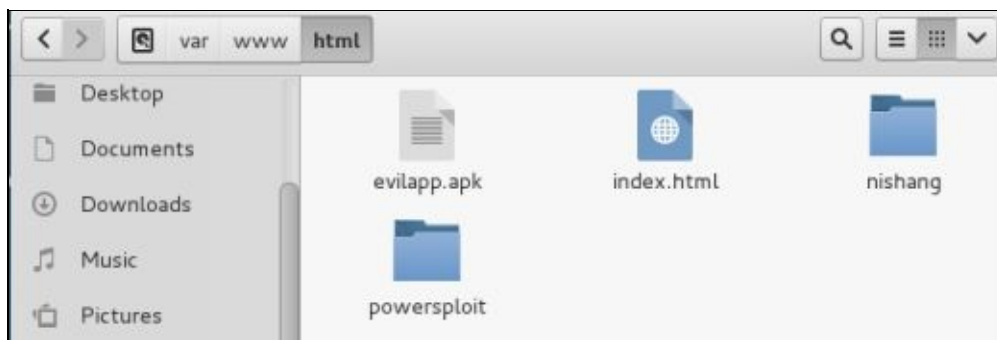 var www html
Desktop
Documents
Downloads
Music
Pictures
evilapp.apk index.html nishang
powersploit